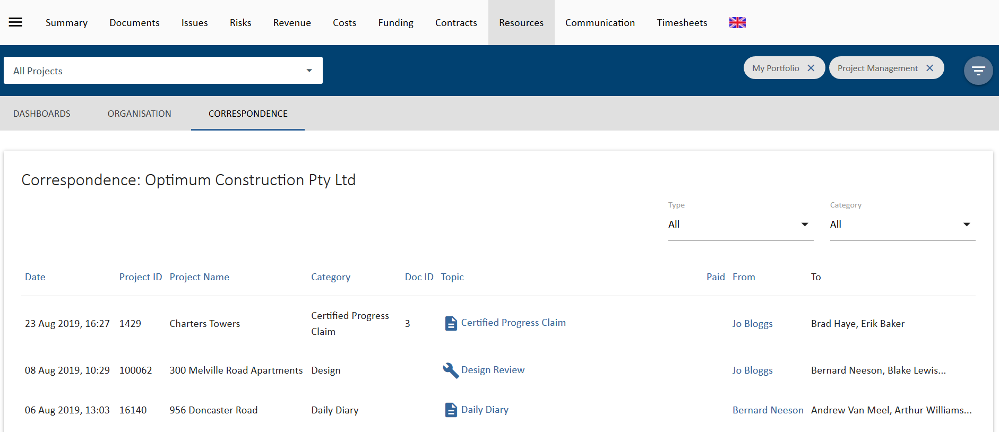 Summary Documents Issues Risks Revenue Costs Funding Contracts Resources Communication Timesheets
All Projects My Portfolio Project Management
DASHBOARDS ORGANISATION CORRESPONDENCE
Correspondence: Optimum Construction Pty Ltd
Type Category
All All
Date Project ID Project Name Category Doc ID Topic Paid From To
23 Aug 2019, 16:27 1429 Charters Towers Certified Progress Claim 3 Certified Progress Claim Jo Bloggs Brad Haye, Erik Baker
08 Aug 2019, 10:29 100062 300 Melville Road Apartments Design Design Review Jo Bloggs Bernard Neeson, Blake Lewis...
06 Aug 2019, 13:03 16140 956 Doncaster Road Daily Diary Daily Diary Bernard Neeson Andrew Van Meel, Arthur Williams...